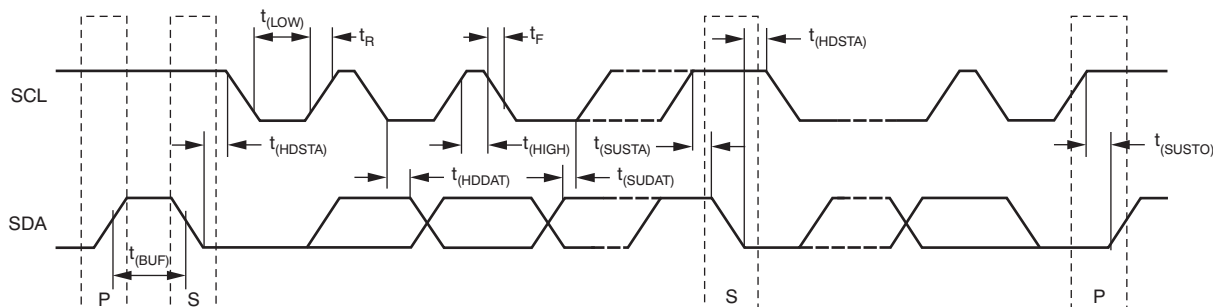 t(LOW)
tR
tF
t(HDSTA)
SCL
t(HDSTA)
t(HIGH)
t(SUSTA)
t(SUSTO)
t(HDDAT)
t(SUDAT)
SDA
t(BUF)
P
S
S
P